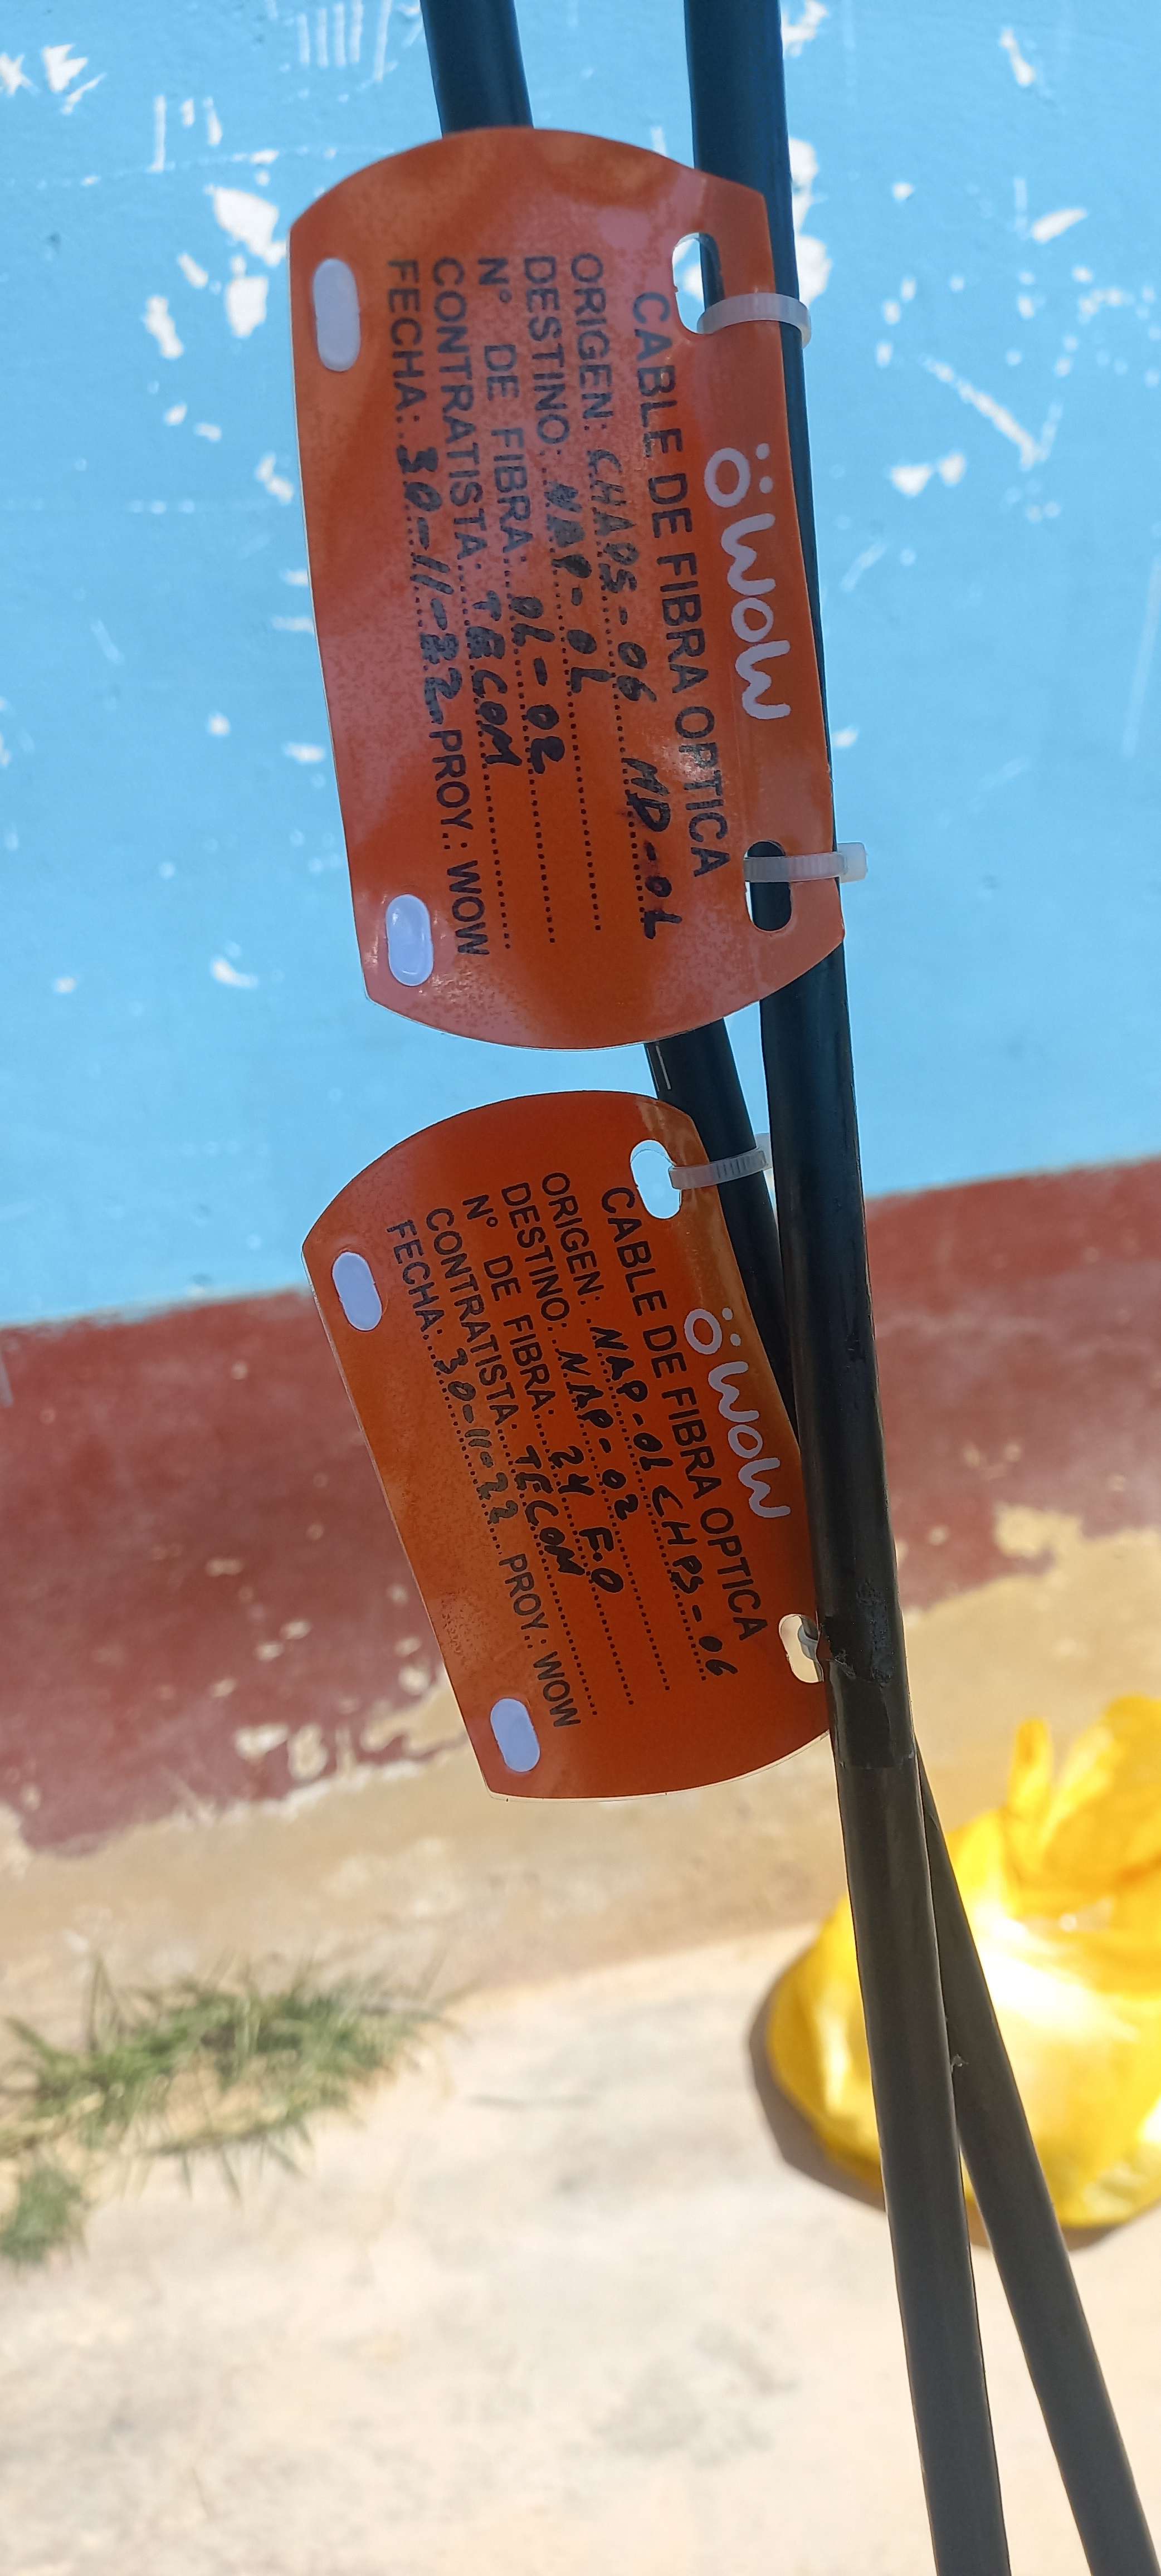 öwow
CABLE DE FIBRA OPTICA
ORIGEN: CHAPS-06 MD-01
DESTINO: NAP-01
N° DE FIBRA: 01-02
CONTRATISTA: TECOM
FECHA: 30-11-22 PROY.: WOW
öwow
CABLE DE FIBRA OPTICA
ORIGEN: NAP-01 CHPS-06
DESTINO: NAP-02
N° DE FIBRA: 24 F.O
CONTRATISTA: TECOM
FECHA: 30-11-22 PROY.: WOW